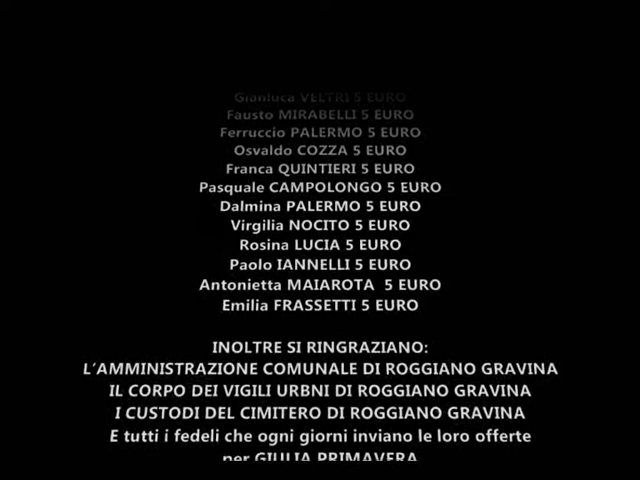 Gianluca VELTRI 5 EURO
Fausto MIRABELLI 5 EURO
Ferruccio PALERMO 5 EURO
Osvaldo COZZA 5 EURO
Franca QUINTIERI 5 EURO
Pasquale CAMPOLONGO 5 EURO
Dalmina PALERMO 5 EURO
Virgilia NOCITO 5 EURO
Rosina LUCIA 5 EURO
Paolo IANNELLI 5 EURO
Antonietta MAIAROTA  5 EURO
Emilia FRASSETTI 5 EURO
INOLTRE SI RINGRAZIANO:
L'AMMINISTRAZIONE COMUNALE DI ROGGIANO GRAVINA
IL CORPO DEI VIGILI URBNI DI ROGGIANO GRAVINA
I CUSTODI DEL CIMITERO DI ROGGIANO GRAVINA
E tutti i fedeli che ogni giorni inviano le loro offerte
per GIULIA PRIMAVERA